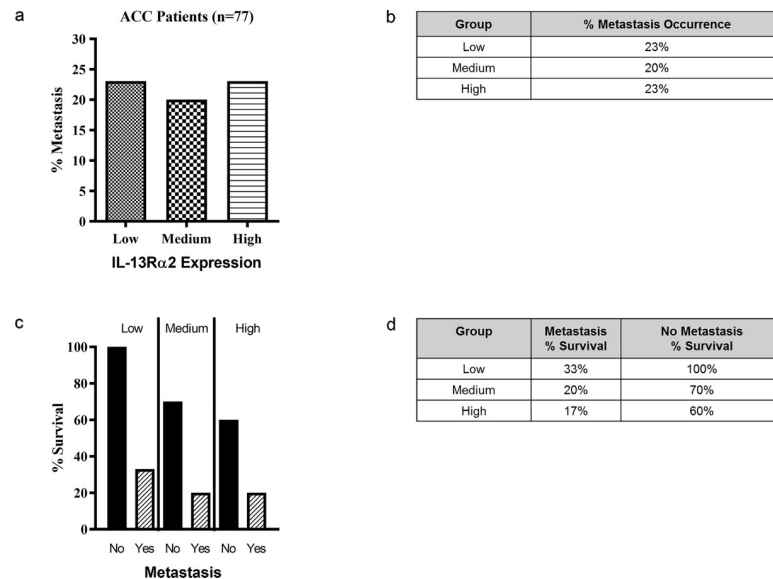 a
ACC Patients (n=77)
% Metastasis
30
25
20
15
10
5
0
Low Medium High
IL-13Rα2 Expression
b
Group % Metastasis Occurrence
Low 23%
Medium 20%
High 23%
c
Low Medium High
% Survival
100
80
60
40
20
0
No Yes No Yes No Yes
Metastasis
d
Group Metastasis No Metastasis
% Survival % Survival
Low 33% 100%
Medium 20% 70%
High 17% 60%